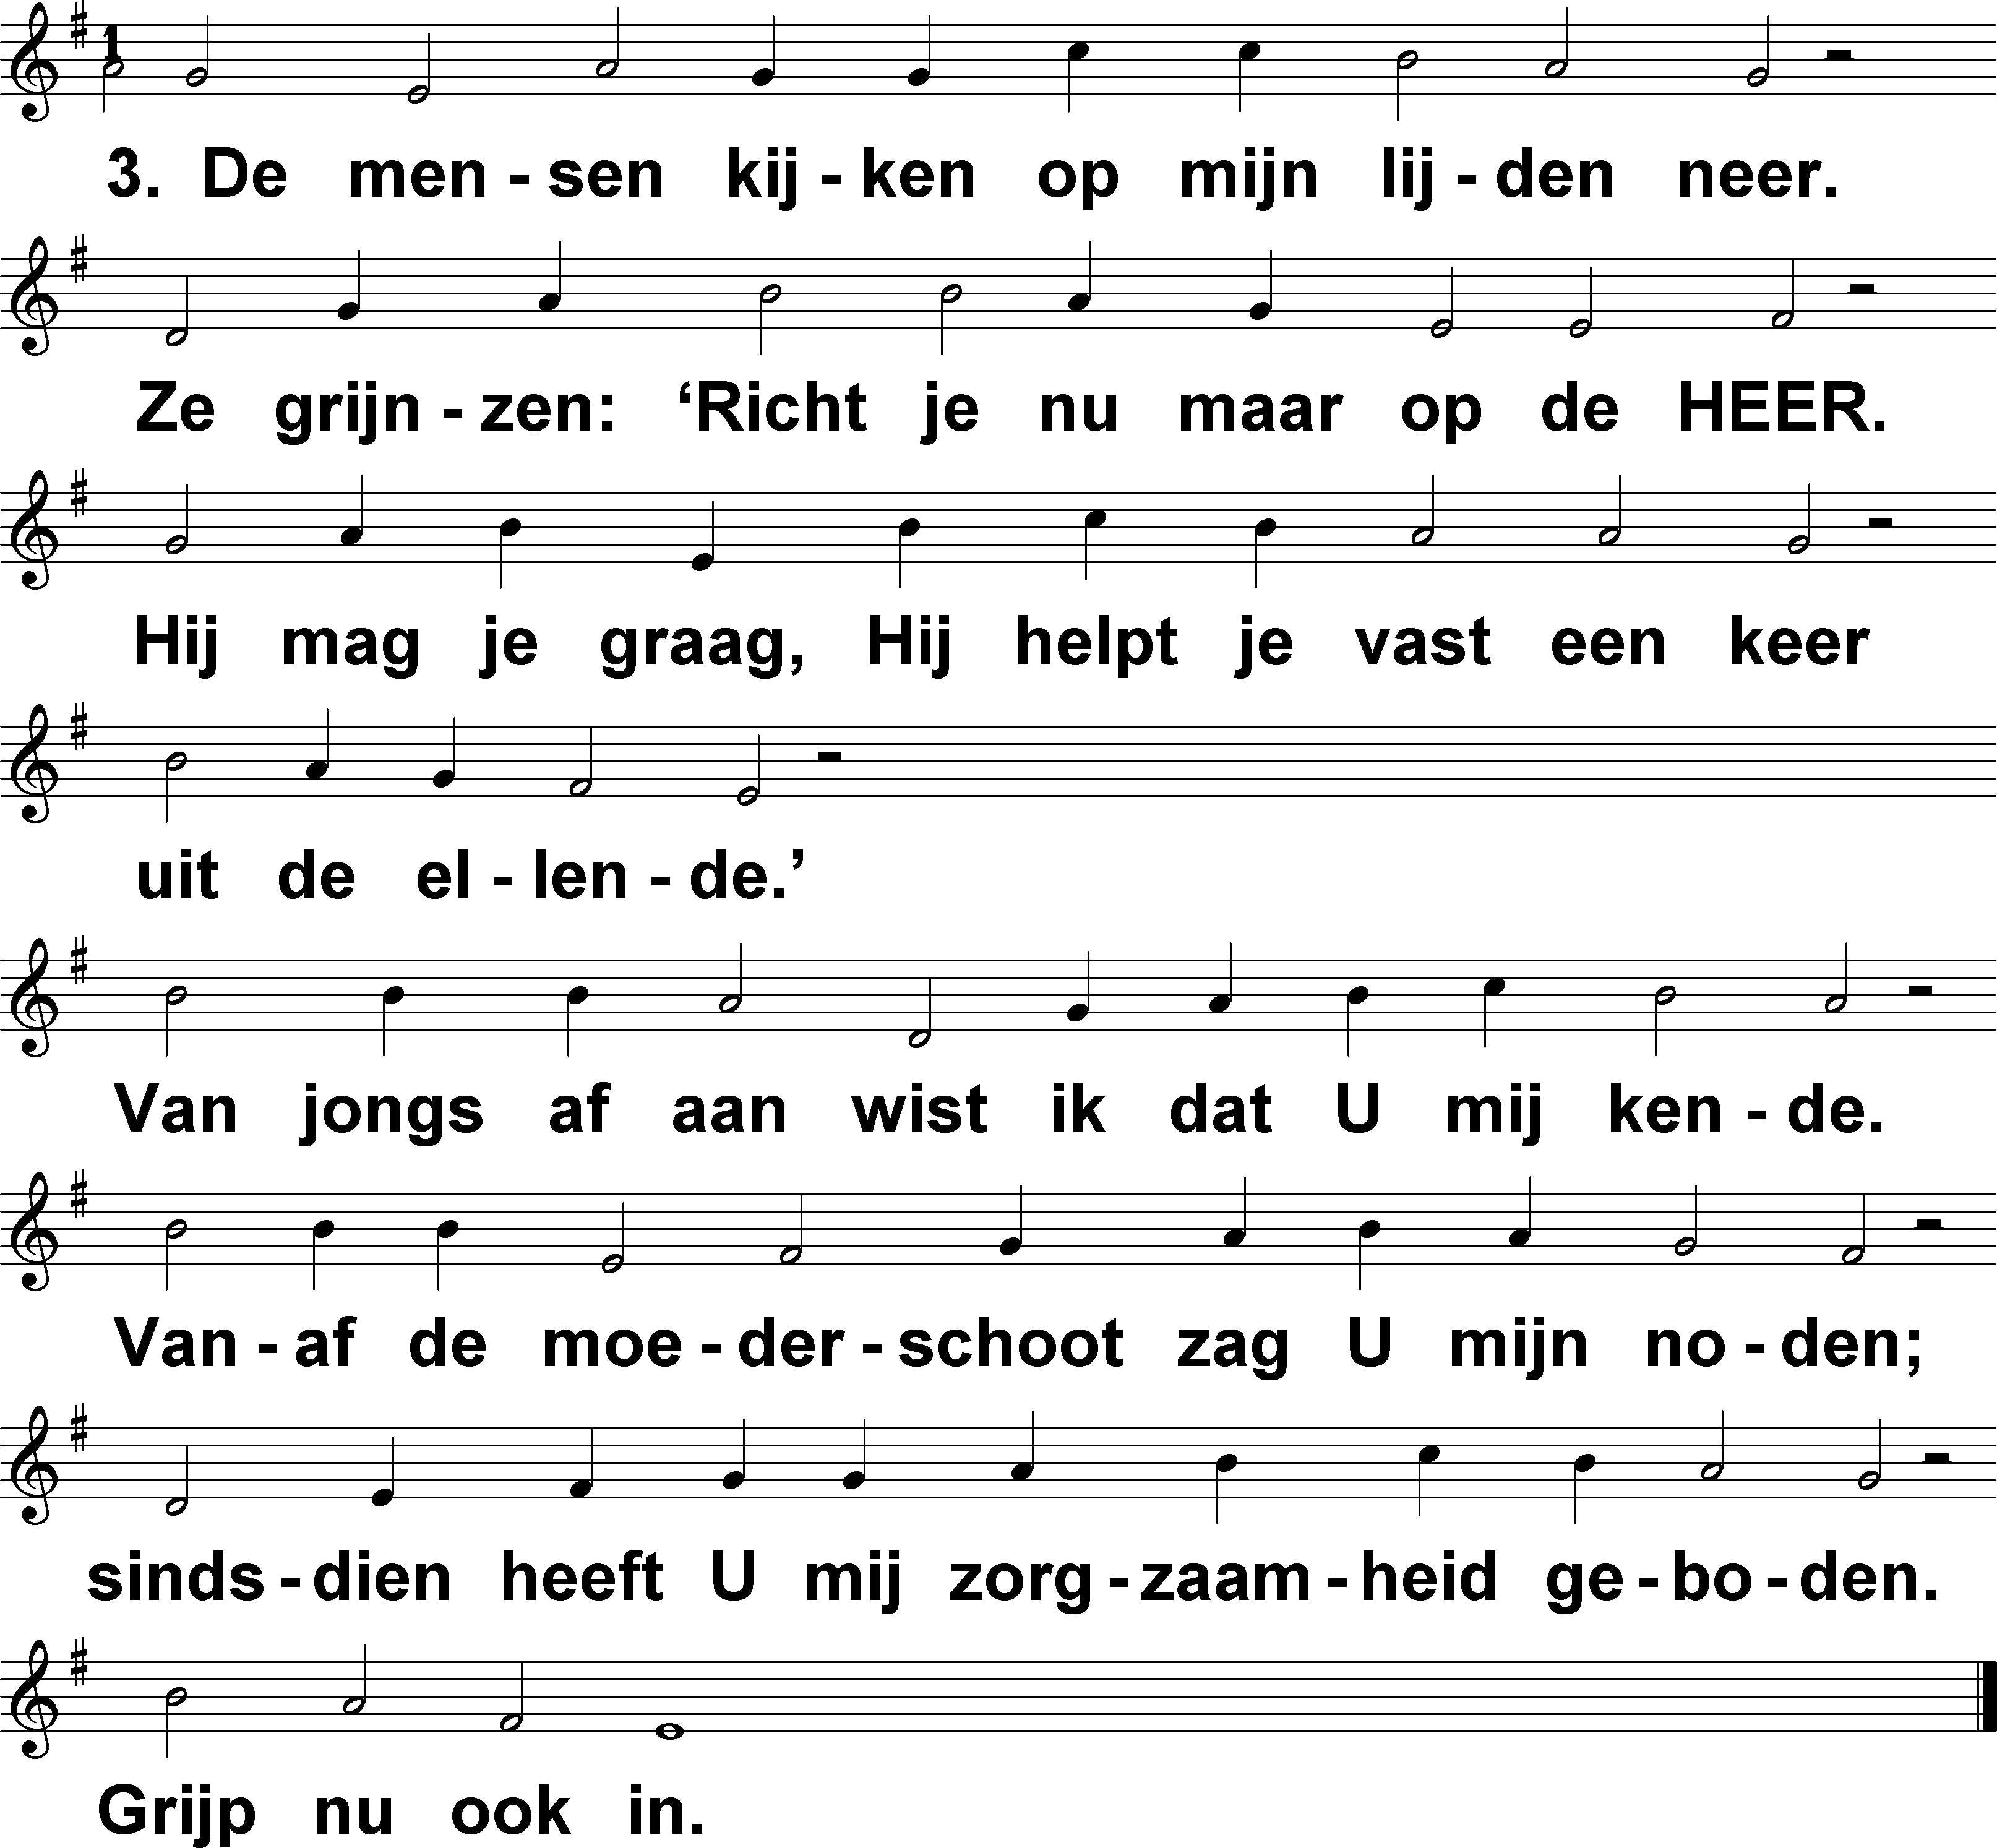 1
3. De men - sen kij - ken op mijn lij - den neer.
Ze grijn - zen: ‘Richt je nu maar op de HEER.
Hij mag je graag, Hij helpt je vast een keer
uit de el - len - de.’
Van jongs af aan wist ik dat U mij ken - de.
Van - af de moe - der - schoot zag U mijn no - den;
sinds - dien heeft U mij zorg - zaam - heid ge - bo - den.
Grijp nu ook in.